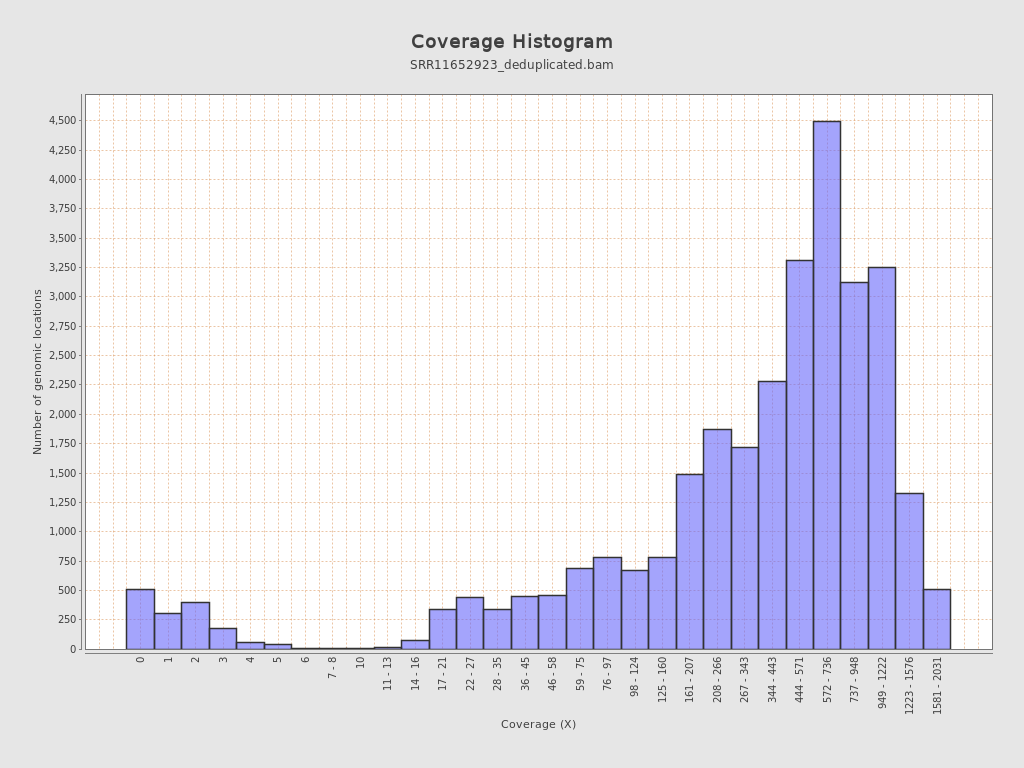 Coverage Histogram
SRR11652923_deduplicated.bam
Number of genomic locations
4,500
4,250
4,000
3,750
3,500
3,250
3,000
2,750
2,500
2,250
2,000
1,750
1,500
1,250
1,000
750
500
250
0
0
1
2
3
4
5
6
7 - 8
10
11 - 13
14 - 16
17 - 21
22 - 27
28 - 35
36 - 45
46 - 58
59 - 75
76 - 97
98 - 124
125 - 160
161 - 207
208 - 266
267 - 343
344 - 443
444 - 571
572 - 736
737 - 948
949 - 1222
1223 - 1576
1581 - 2031
Coverage (X)